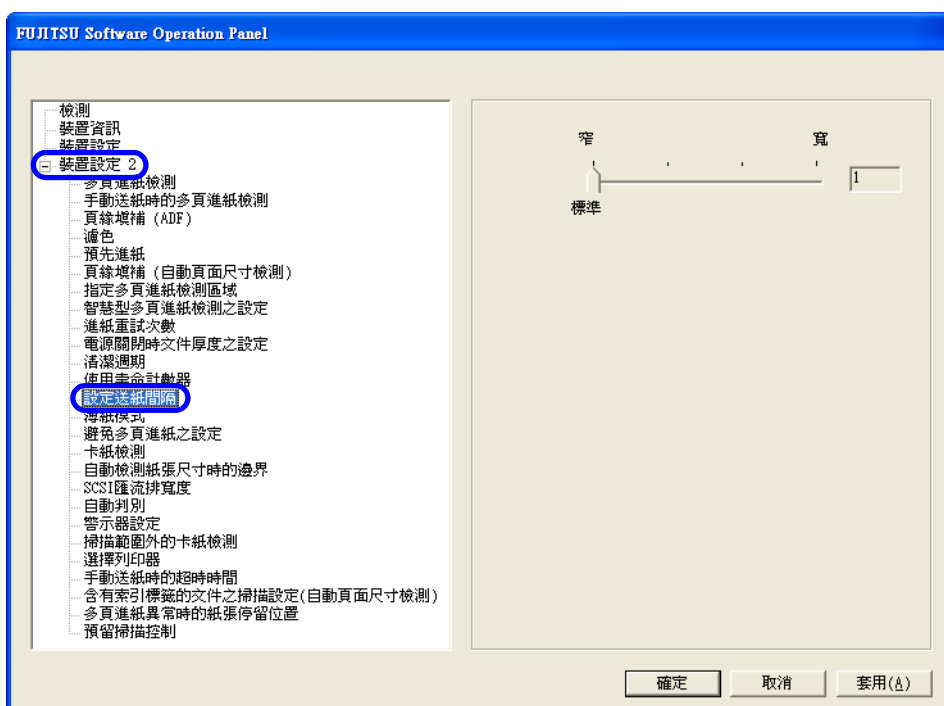 FUJITSU Software Operation Panel
檢測
裝置資訊
裝置設定
裝置設定 2
多頁進紙檢測
手動送紙時的多頁進紙檢測
頁緣填補 (ADF)
濾色
預先進紙
頁緣填補 (自動頁面尺寸檢測)
指定多頁進紙檢測區域
智慧型多頁進紙檢測之設定
進紙重試次數
電源關閉時文件厚度之設定
清潔週期
使用壽命計數器
設定送紙間隔
薄紙模式
避免多頁進紙之設定
卡紙檢測
自動檢測紙張尺寸時的邊界
SCSI匯流排寬度
自動判別
警示器設定
掃描範圍外的卡紙檢測
選擇列印器
手動送紙時的超時時間
含有索引標籤的文件之掃描設定(自動頁面尺寸檢測)
多頁進紙異常時的紙張停留位置
預留掃描控制
窄 寬
1
標準
確定 取消 套用(A)